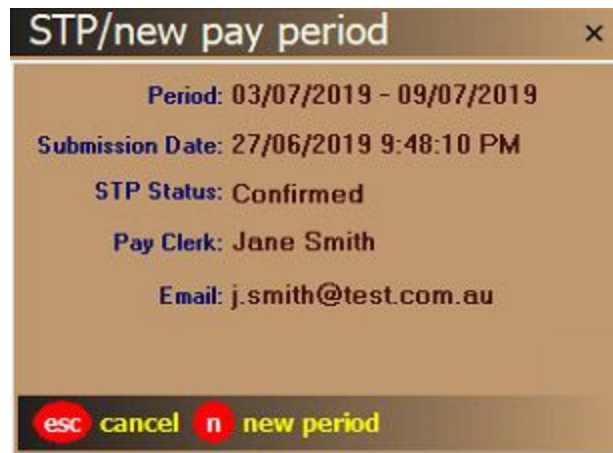 STP/new pay period ×
Period: 03/07/2019 - 09/07/2019
Submission Date: 27/06/2019 9:48:10 PM
STP Status: Confirmed
Pay Clerk: Jane Smith
Email: j.smith@test.com.au
esc cancel n new period